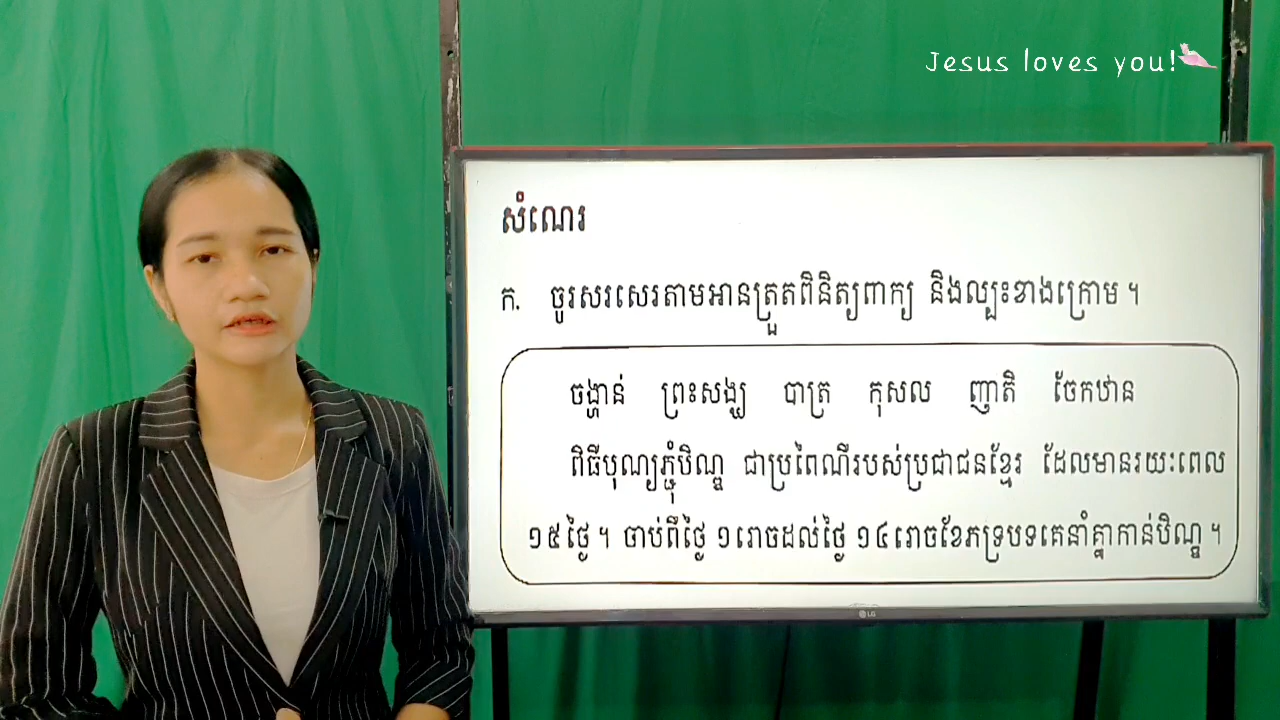 Jesus loves you!
សំណេរ
ក. ចូរសរសេរតាមអានត្រួតពិនិត្យពាក្យ និងល្បះខាងក្រោម ។
ចង្ហាន់ ព្រះសង្ឃ បាត្រ កុសល ញាតិ ចែកឋាន
ពិធីបុណ្យភ្ជុំបិណ្ឌ ជាប្រពៃណីរបស់ប្រជាជនខ្មែរ ដែលមានរយៈពេល
១៥ថ្ងៃ ។ ចាប់ពីថ្ងៃ ១រោចដល់ថ្ងៃ ១៤រោចខែភទ្របទគេនាំគ្នាកាន់បិណ្ឌ ។
LG